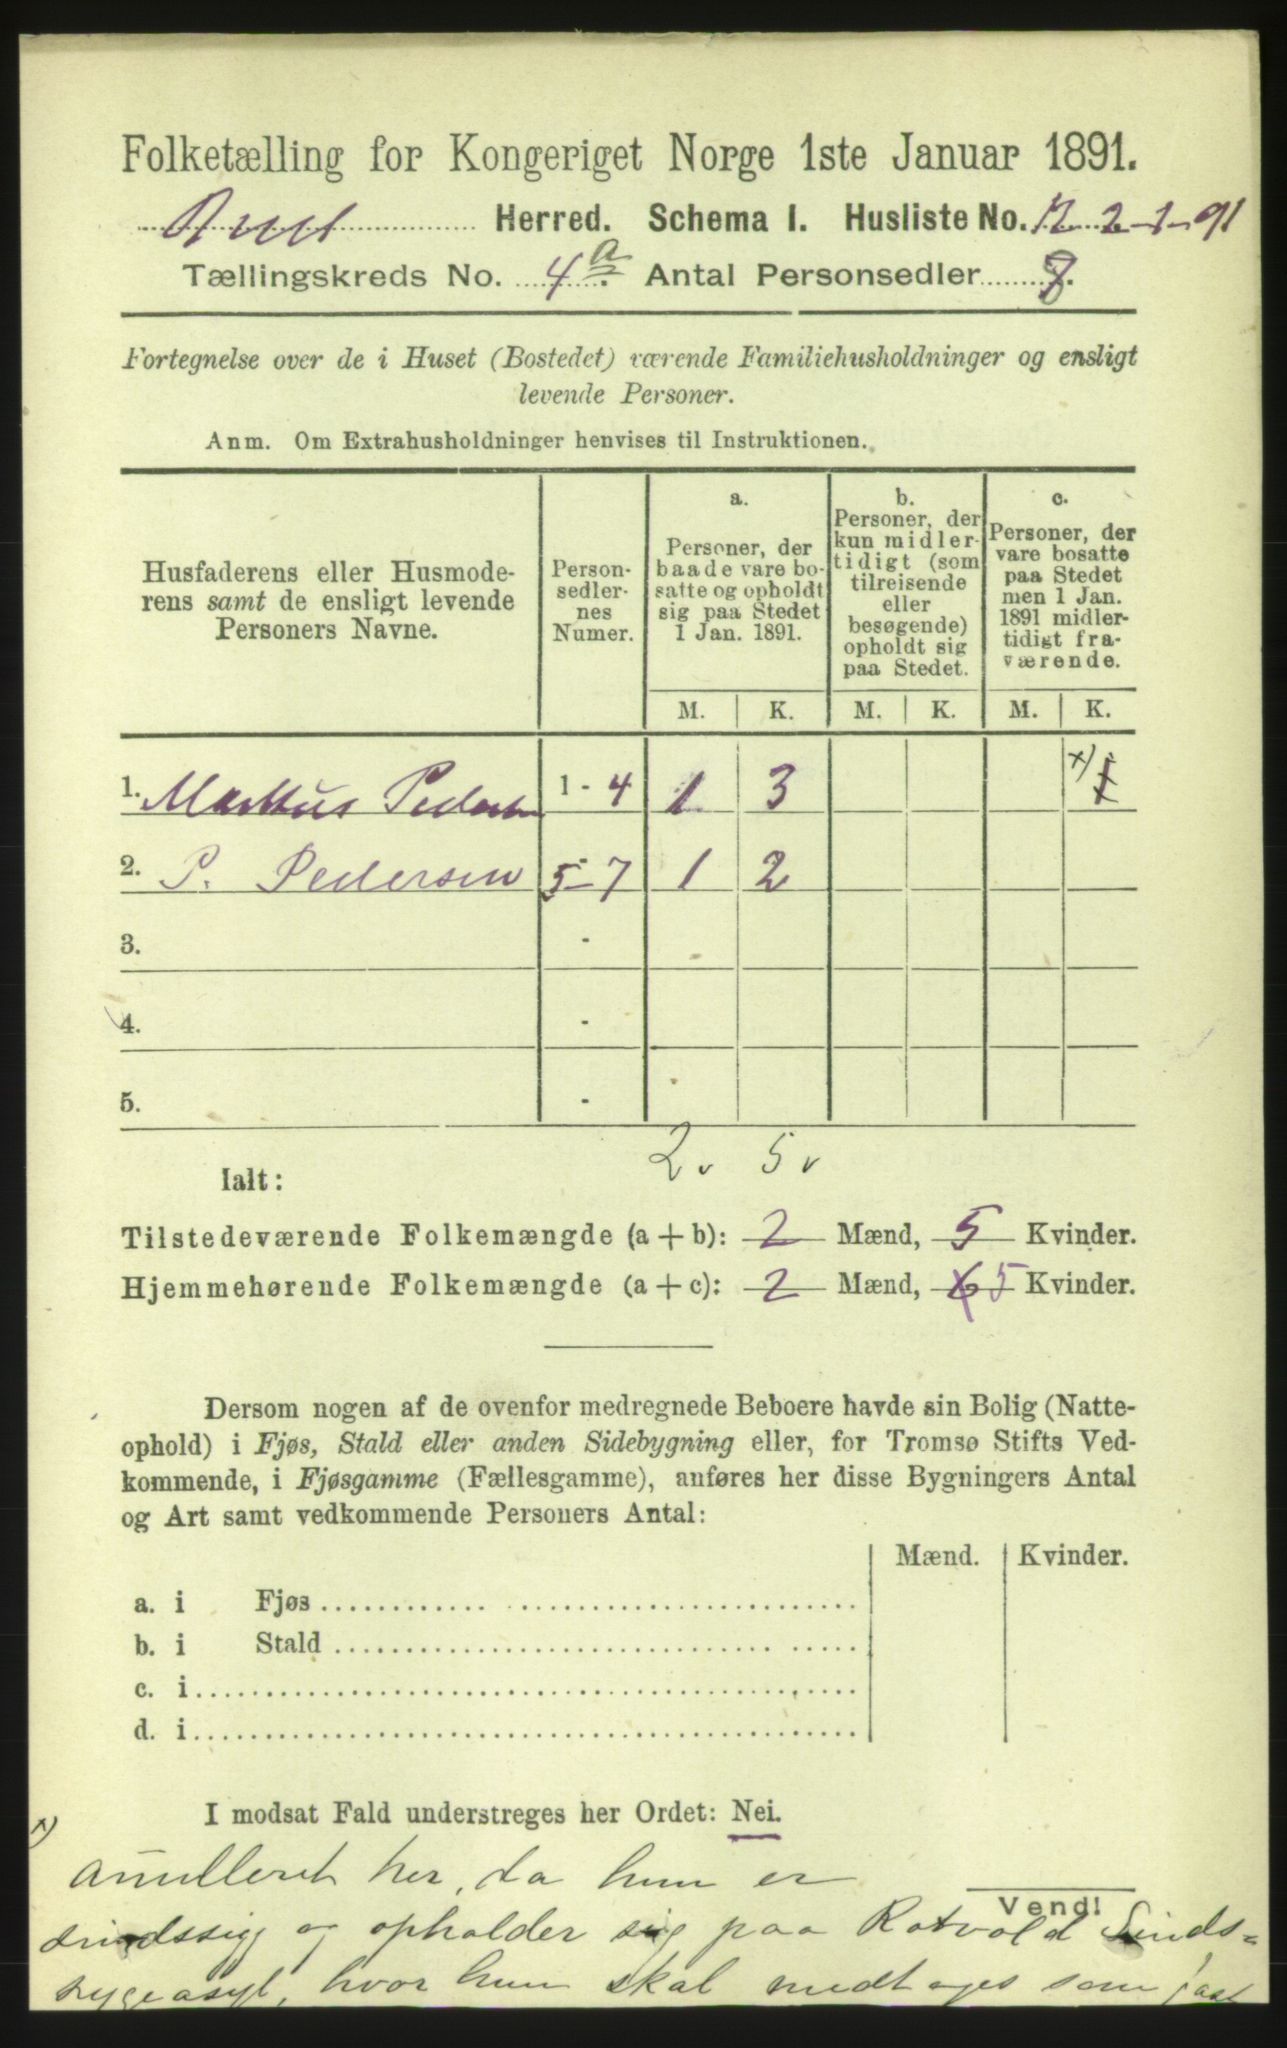 Folketælling for Kongeriget Norge 1ste Januar 1891.
Herred. Schema I. Husliste No. 2-1-91
Tællingskreds No. 4a. Antal Personsedler 7.
Fortegnelse over de i Huset (Bostedet) værende Familiehusholdninger og ensligt
levende Personer.
Anm. Om Extrahusholdninger henvises til Instruktionen.
Husfaderens eller Husmode-
rens samt de ensligt levende
Personers Navne.
Person-
sedler-
nes
Numer.
a.
Personer, der
baade vare bo-
satte og opholdt
sig paa Stedet
1 Jan. 1891.
b.
Personer, der
kun midler-
tidigt (som
tilreisende
eller
besøgende)
opholdt sig
paa Stedet.
c.
Personer, der
vare bosatte
paa Stedet
men 1 Jan.
1891 midler-
tidigt fra-
værende.
M. K. M. K. M. K.
1. Markus Pedersen 1 - 4 1 3 x) 1
2. P. Pedersen 5-7 1 2
3. -
4. -
5. -
2 v 5 v
Ialt:
Tilstedeværende Folkemængde (a + b): 2 Mænd, 5 Kvinder.
Hjemmehørende Folkemængde (a + c): 2 Mænd, 6 5 Kvinder.
Dersom nogen af de ovenfor medregnede Beboere havde sin Bolig (Natte-
ophold) i Fjøs, Stald eller anden Sidebygning eller, for Tromsø Stifts Ved-
kommende, i Fjøsgamme (Fællesgamme), anføres her disse Bygningers Antal
og Art samt vedkommende Personers Antal:
Mænd. Kvinder.
a. i Fjøs
b. i Stald
c. i
d. i
I modsat Fald understreges her Ordet: Nei.
x)
anulleret her, da hun er
Vend!
sindssyg og opholder sig paa Rotvold Sinds=
sygeasyl, hvor hun skal medtages som fast